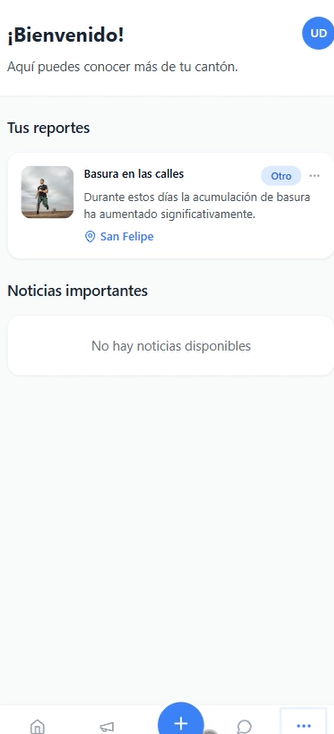 ¡Bienvenido!
UD
Aquí puedes conocer más de tu cantón.
Tus reportes
Basura en las calles
Otro
Durante estos días la acumulación de basura
ha aumentado significativamente.
San Felipe
Noticias importantes
No hay noticias disponibles